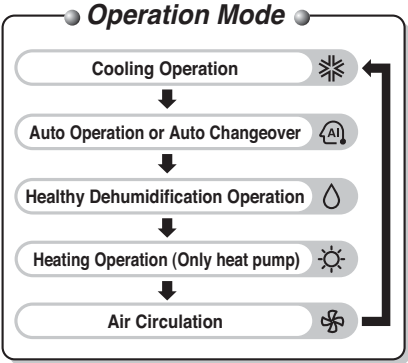 Operation Mode
Cooling Operation
Auto Operation or Auto Changeover
AI
Healthy Dehumidification Operation
Heating Operation (Only heat pump)
Air Circulation